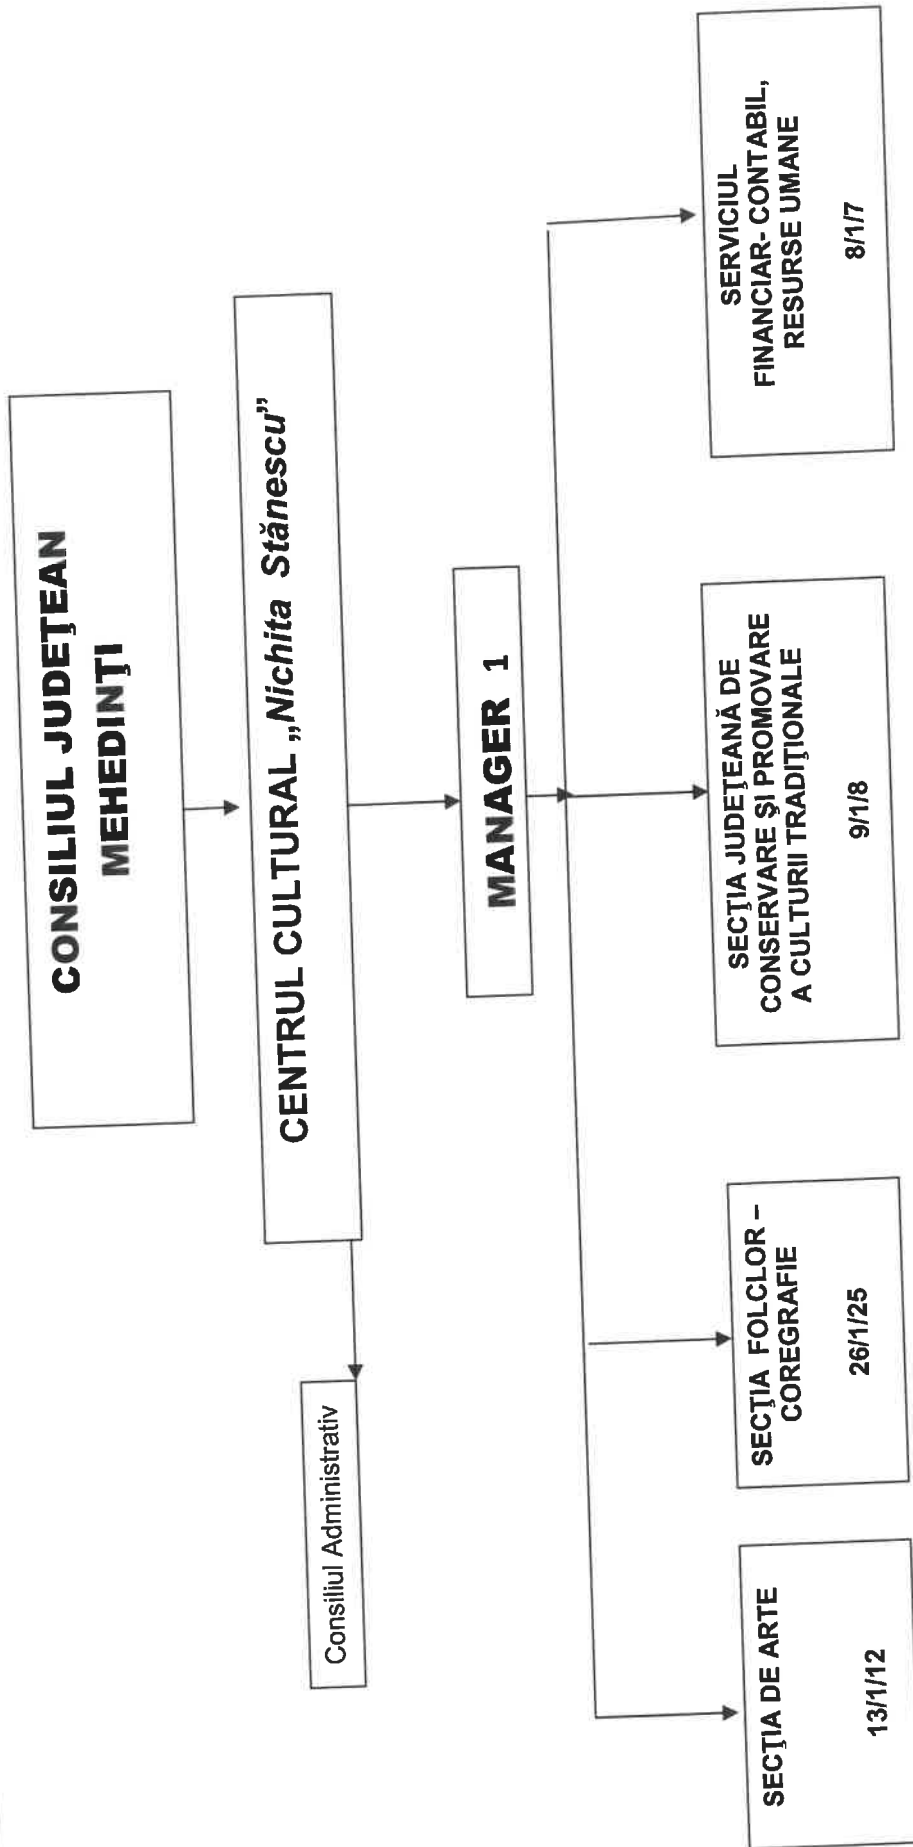 CONSILIUL JUDEŢEAN
MEHEDINŢI
CENTRUL CULTURAL „Nichita Stănescu”
Consiliul Administrativ
MANAGER 1
SECŢIA DE ARTE
13/1/12
SECŢIA FOLCLOR –
COREGRAFIE
26/1/25
SECŢIA JUDEŢEANĂ DE
CONSERVARE ŞI PROMOVARE
A CULTURII TRADIŢIONALE
9/1/8
SERVICIUL
FINANCIAR- CONTABIL,
RESURSE UMANE
8/1/7